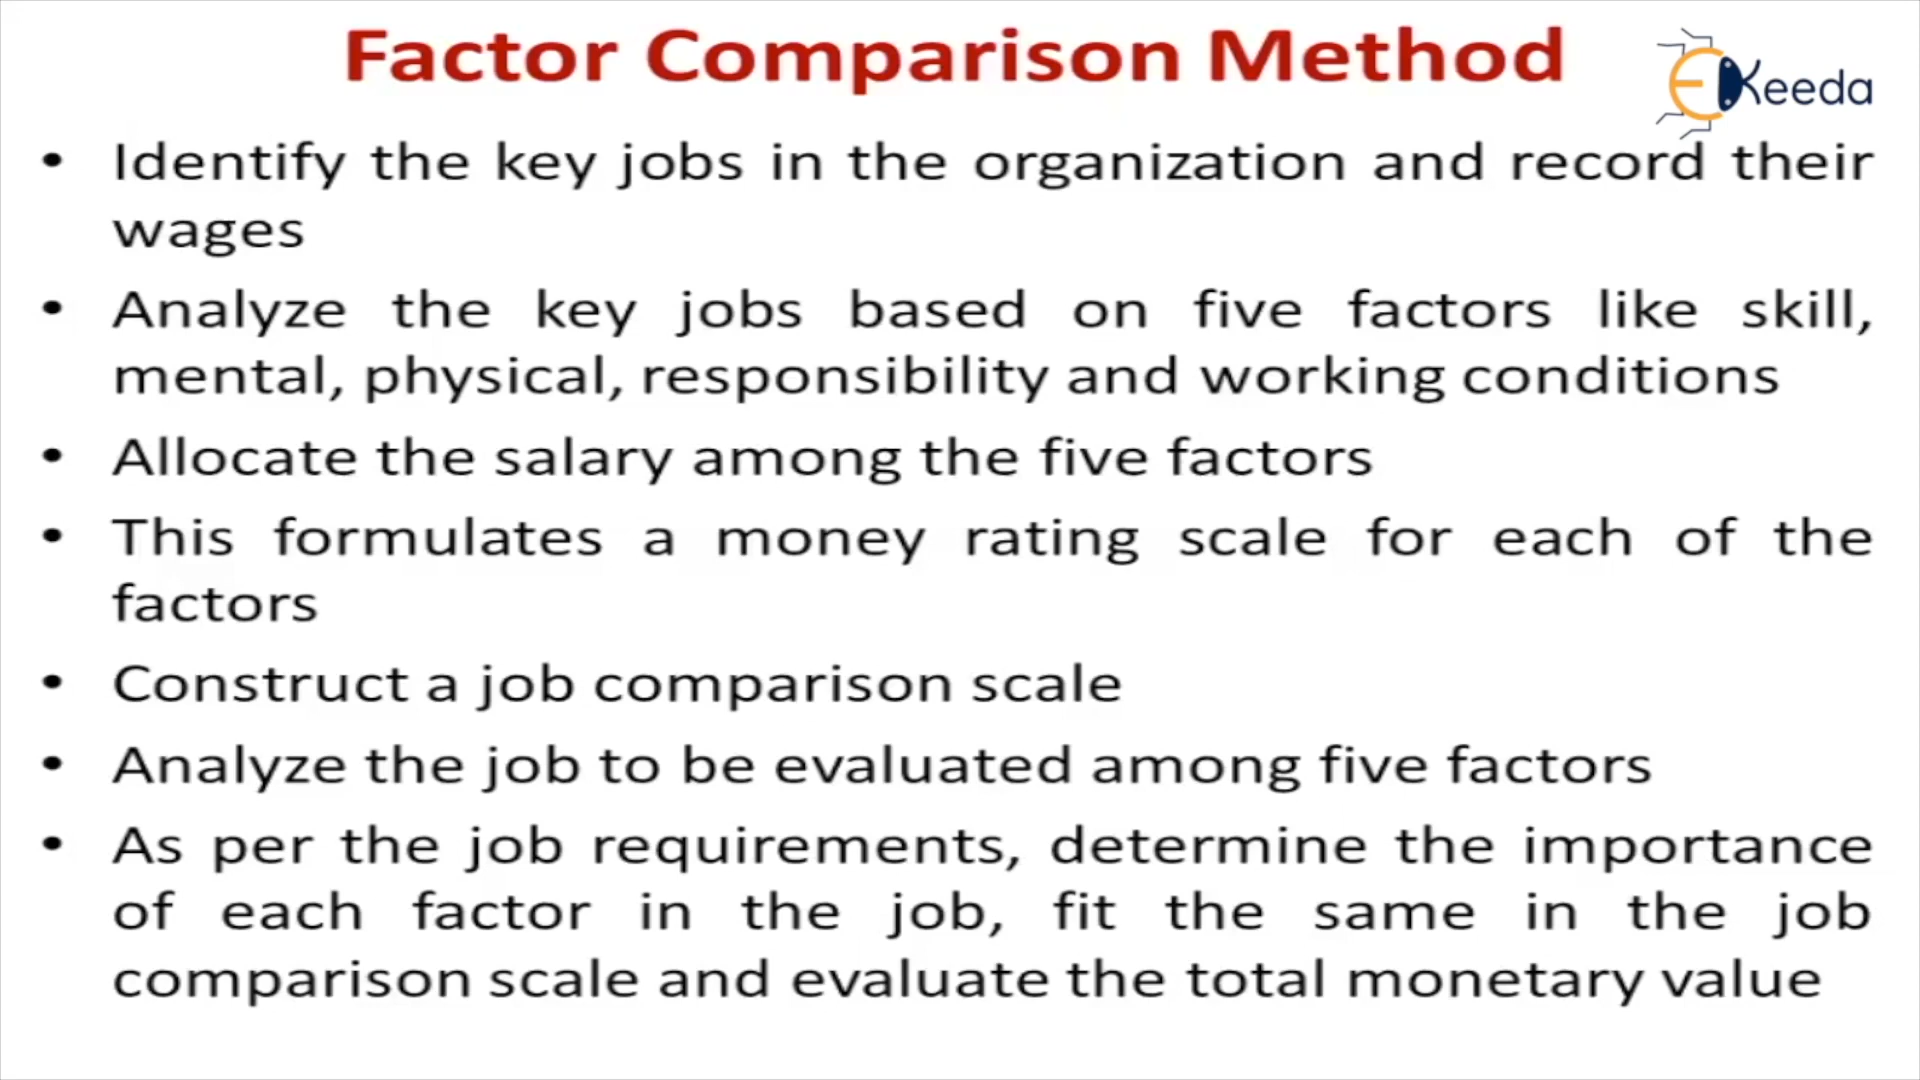 Factor Comparison Method
EKeeda
• Identify the key jobs in the organization and record their
wages
• Analyze the key jobs based on five factors like skill,
mental, physical, responsibility and working conditions
• Allocate the salary among the five factors
• This formulates a money rating scale for each of the
factors
• Construct a job comparison scale
• Analyze the job to be evaluated among five factors
• As per the job requirements, determine the importance
of each factor in the job, fit the same in the job
comparison scale and evaluate the total monetary value